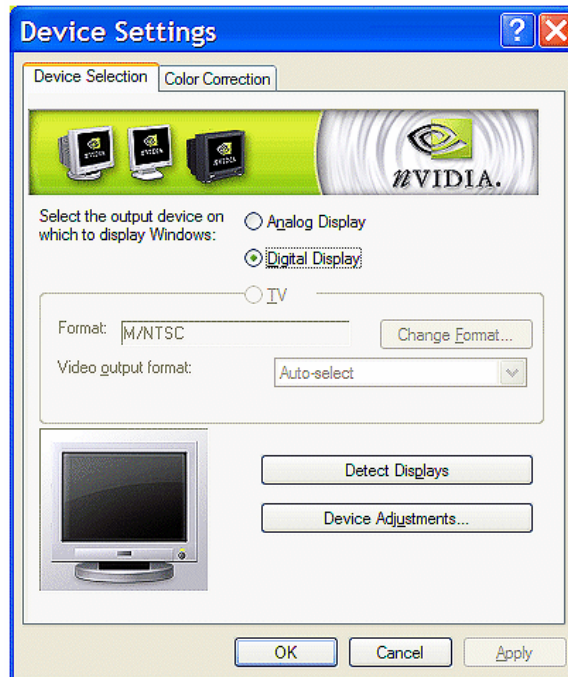 Device Settings
Device Selection
Color Correction
nVIDIA.
Select the output device on
which to display Windows:
Analog Display
Digital Display
TV
Format:
M/NTSC
Change Format...
Video output format:
Auto-select
Detect Displays
Device Adjustments...
OK
Cancel
Apply